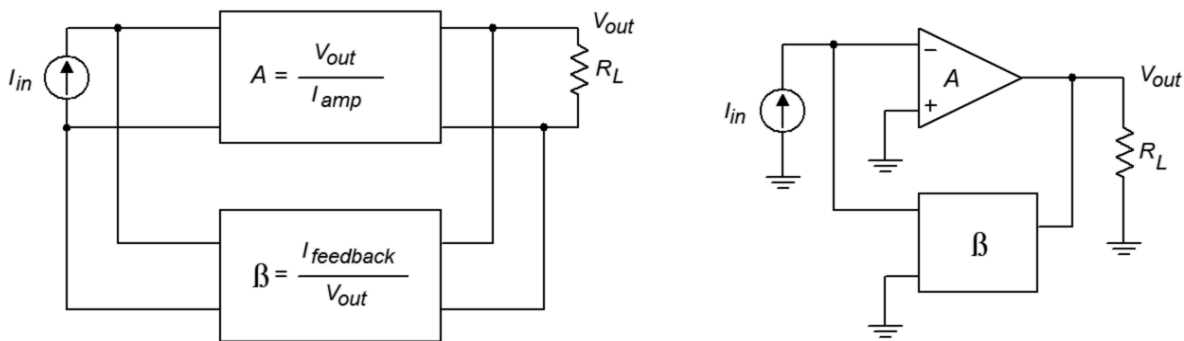 I_in
A = V_out / I_amp
V_out
R_L
ß = I_feedback / V_out
I_in
−
A
+
V_out
R_L
ß